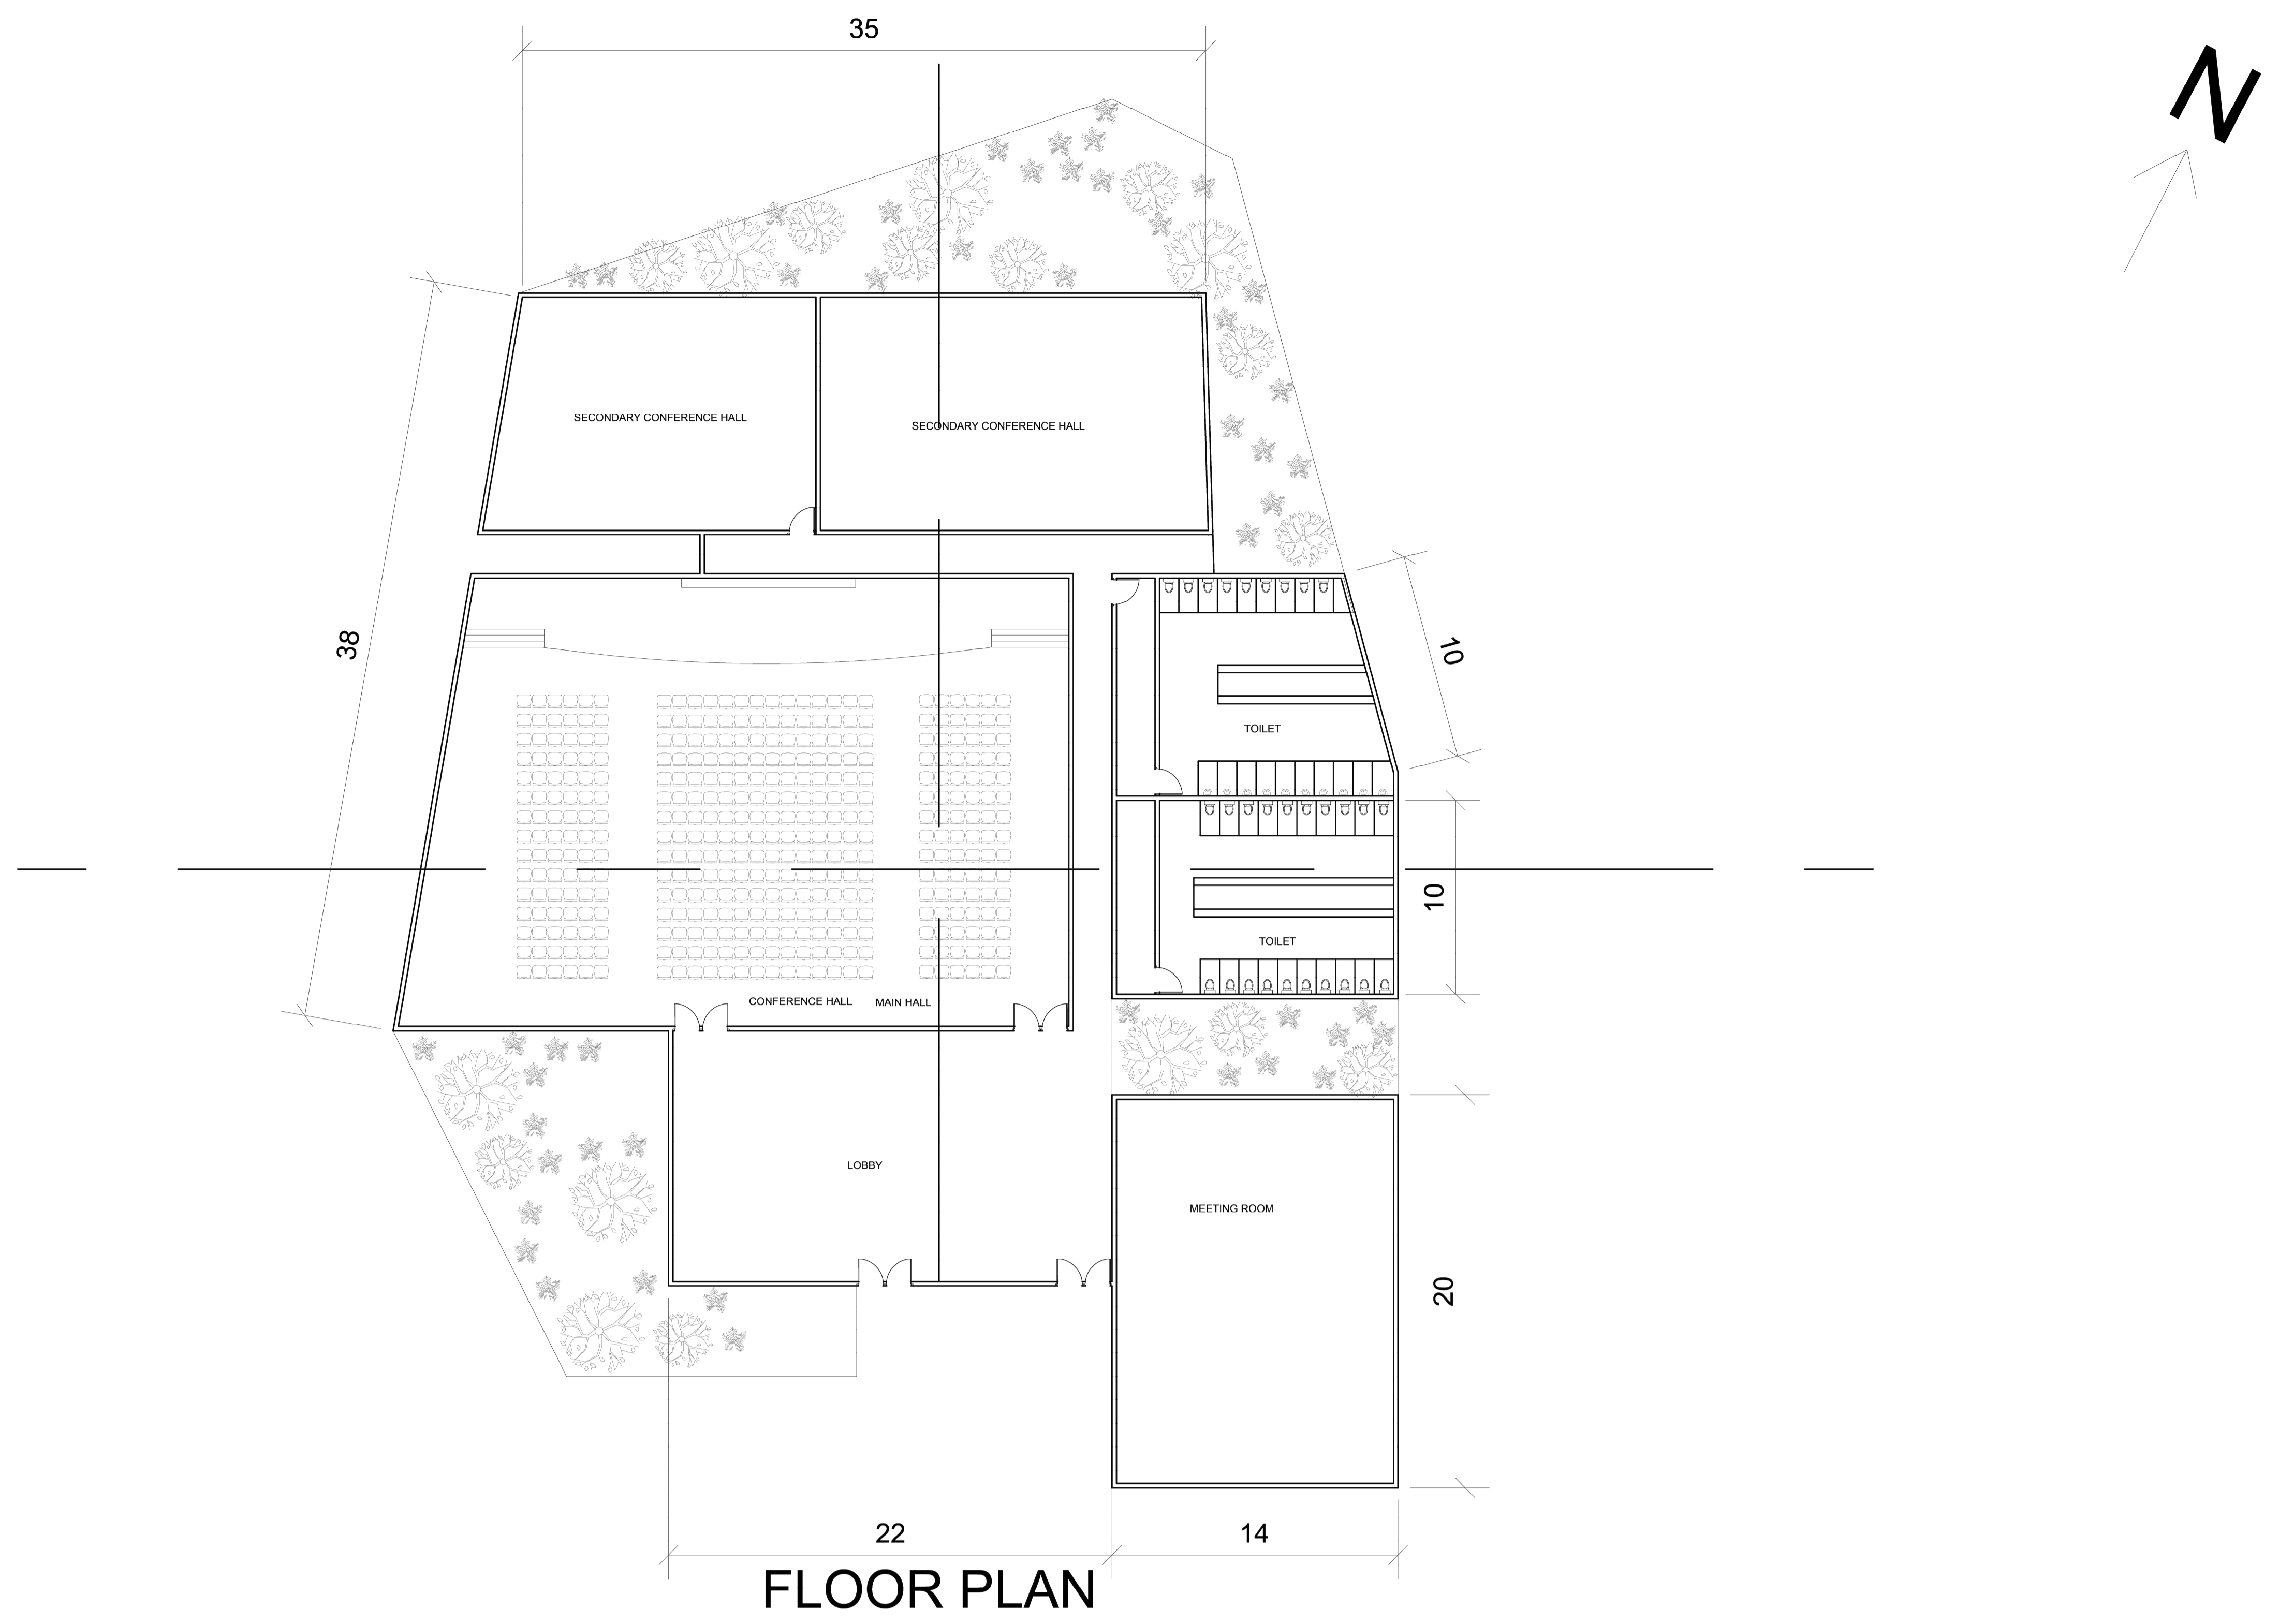 35
N
SECONDARY CONFERENCE HALL
SECONDARY CONFERENCE HALL
38
10
TOILET
10
TOILET
CONFERENCE HALL
MAIN HALL
LOBBY
MEETING ROOM
20
22
14
FLOOR PLAN